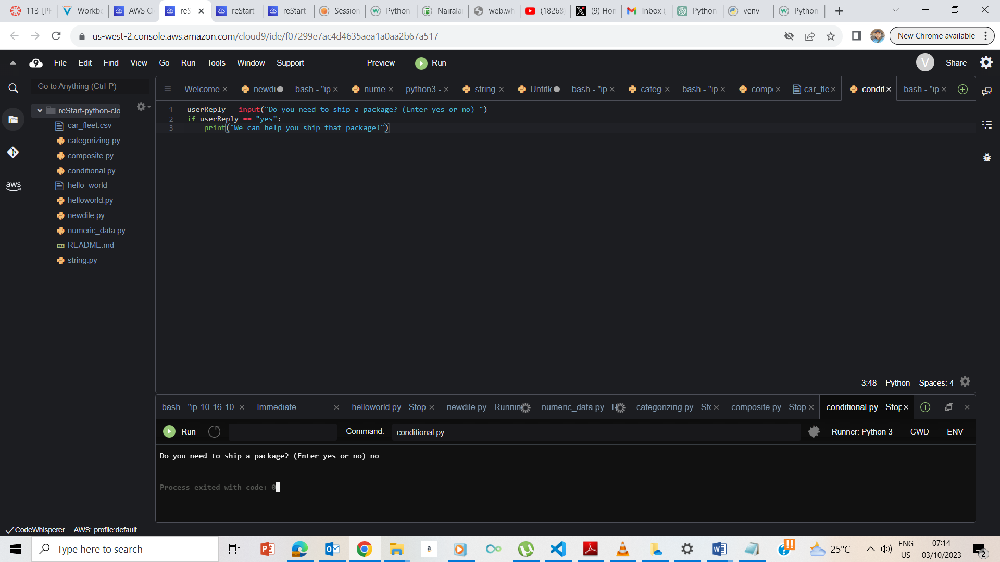 113-[PF
Workbe
AWS Cl
reS
reStart-
reStart-
Session
Python
Nairala
web.wh
(18268)
(9) Hon
Inbox (
Python
venv —
Python
us-west-2.console.aws.amazon.com/cloud9/ide/f07299e7ac4d4635aea1a0aa2b67a517
New Chrome available
File Edit Find View Go Run Tools Window Support Preview Run
V Share
Go to Anything (Ctrl-P)
Welcome newdi bash - "ip nume python3 - string Untitle bash - "ip categ bash - "ip comp car_fle condit bash - "ip
reStart-python-clo
car_fleet.csv
categorizing.py
composite.py
conditional.py
hello_world
helloworld.py
newdile.py
numeric_data.py
README.md
string.py
aws
1 userReply = input("Do you need to ship a package? (Enter yes or no) ")
2 if userReply == "yes":
3 print("We can help you ship that package!")
3:48 Python Spaces: 4
bash - "ip-10-16-10- Immediate helloworld.py - Stop newdile.py - Runnin numeric_data.py - R categorizing.py - Sto composite.py - Stop conditional.py - Stop
Run Command: conditional.py Runner: Python 3 CWD ENV
Do you need to ship a package? (Enter yes or no) no
Process exited with code: 0
CodeWhisperer AWS: profile:default
Type here to search
a
25°C
ENG
US
07:14
03/10/2023
2